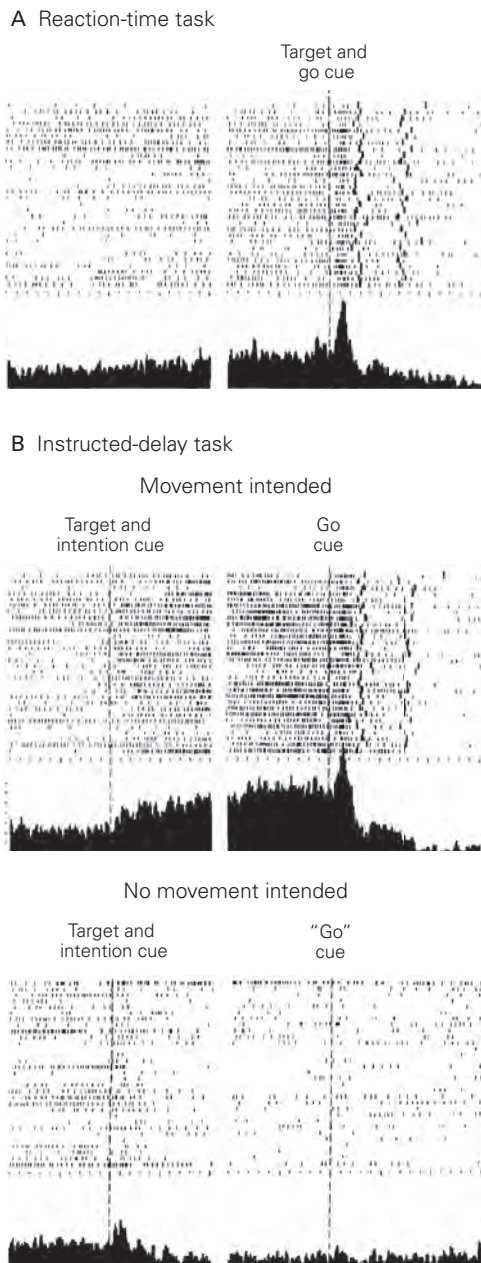 A Reaction-time task
Target and
go cue
B Instructed-delay task
Movement intended
Target and
intention cue
Go
cue
No movement intended
Target and
intention cue
"Go"
cue